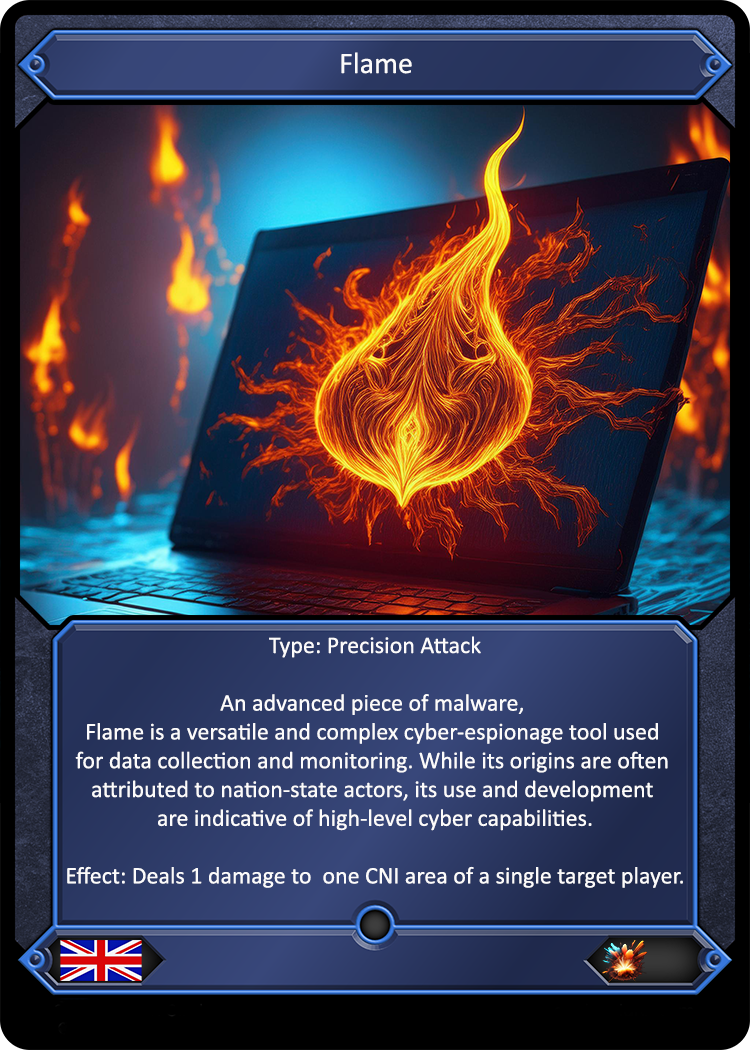 Flame
Type: Precision Attack
An advanced piece of malware,
Flame is a versatile and complex cyber-espionage tool used
for data collection and monitoring. While its origins are often
attributed to nation-state actors, its use and development
are indicative of high-level cyber capabilities.
Effect: Deals 1 damage to  one CNI area of a single target player.